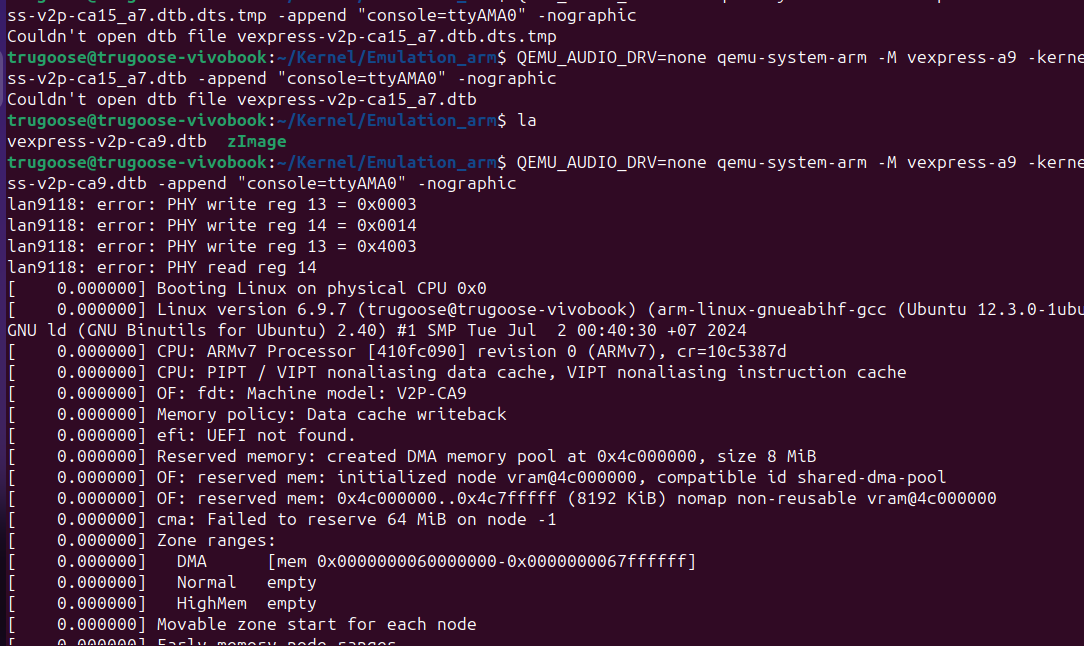 ss-v2p-ca15_a7.dtb.dts.tmp -append "console=ttyAMA0" -nographic
Couldn't open dtb file vexpress-v2p-ca15_a7.dtb.dts.tmp
trugoose@trugoose-vivobook:~/Kernel/Emulation_arm$ QEMU_AUDIO_DRV=none qemu-system-arm -M vexpress-a9 -kerne
ss-v2p-ca15_a7.dtb -append "console=ttyAMA0" -nographic
Couldn't open dtb file vexpress-v2p-ca15_a7.dtb
trugoose@trugoose-vivobook:~/Kernel/Emulation_arm$ la
vexpress-v2p-ca9.dtb  zImage
trugoose@trugoose-vivobook:~/Kernel/Emulation_arm$ QEMU_AUDIO_DRV=none qemu-system-arm -M vexpress-a9 -kerne
ss-v2p-ca9.dtb -append "console=ttyAMA0" -nographic
lan9118: error: PHY write reg 13 = 0x0003
lan9118: error: PHY write reg 14 = 0x0014
lan9118: error: PHY write reg 13 = 0x4003
lan9118: error: PHY read reg 14
[    0.000000] Booting Linux on physical CPU 0x0
[    0.000000] Linux version 6.9.7 (trugoose@trugoose-vivobook) (arm-linux-gnueabihf-gcc (Ubuntu 12.3.0-1ubu
GNU ld (GNU Binutils for Ubuntu) 2.40) #1 SMP Tue Jul  2 00:40:30 +07 2024
[    0.000000] CPU: ARMv7 Processor [410fc090] revision 0 (ARMv7), cr=10c5387d
[    0.000000] CPU: PIPT / VIPT nonaliasing data cache, VIPT nonaliasing instruction cache
[    0.000000] OF: fdt: Machine model: V2P-CA9
[    0.000000] Memory policy: Data cache writeback
[    0.000000] efi: UEFI not found.
[    0.000000] Reserved memory: created DMA memory pool at 0x4c000000, size 8 MiB
[    0.000000] OF: reserved mem: initialized node vram@4c000000, compatible id shared-dma-pool
[    0.000000] OF: reserved mem: 0x4c000000..0x4c7fffff (8192 KiB) nomap non-reusable vram@4c000000
[    0.000000] cma: Failed to reserve 64 MiB on node -1
[    0.000000] Zone ranges:
[    0.000000]   DMA      [mem 0x0000000060000000-0x0000000067ffffff]
[    0.000000]   Normal   empty
[    0.000000]   HighMem  empty
[    0.000000] Movable zone start for each node
[    0.000000] Early memory node ranges